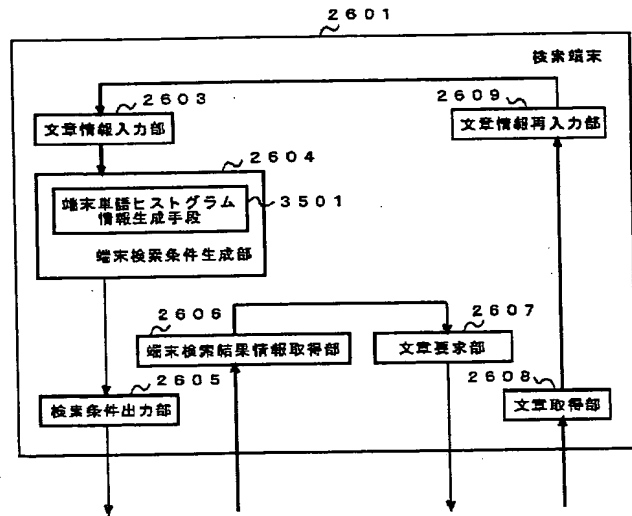 2601
検索端末
2603
文章情報入力部
2609
文章情報再入力部
2604
端末単語ヒストグラム
情報生成手段
3501
端末検索条件生成部
2606
端末検索結果情報取得部
2607
文章要求部
2605
検索条件出力部
2608
文章取得部